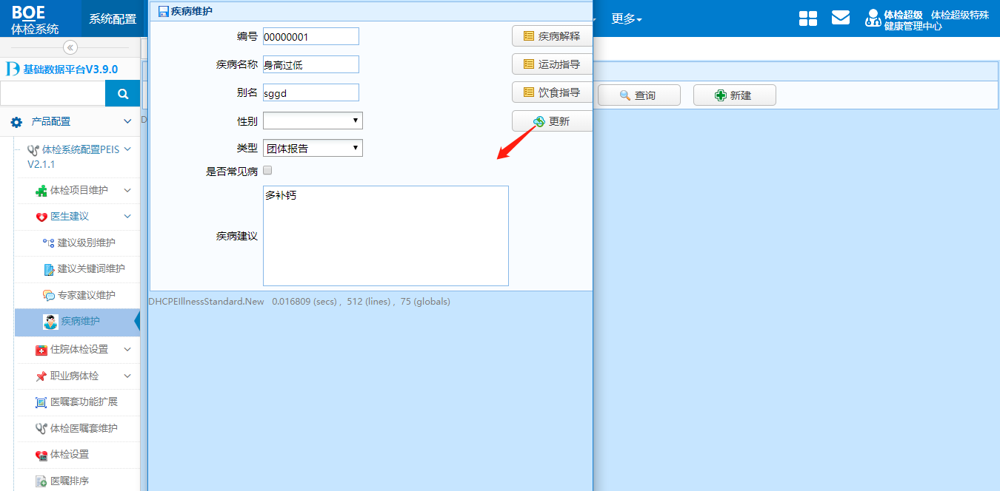 BOE
体检系统
系统配置
更多
体检超级 体检超级特殊
健康管理中心
基础数据平台V3.9.0
产品配置
体检系统配置PEIS
V2.1.1
体检项目维护
医生建议
建议级别维护
建议关键词维护
专家建议维护
疾病维护
住院体检设置
职业病体检
医嘱套功能扩展
体检医嘱套维护
体检设置
医嘱排序
疾病维护
编号 00000001
疾病解释
疾病名称 身高过低
运动指导
别名 sggd
饮食指导
性别
更新
类型 团体报告
是否常见病
疾病建议 多补钙
DHCPEIllnessStandard.New 0.016809 (secs) , 512 (lines) , 75 (globals)
查询
新建
D